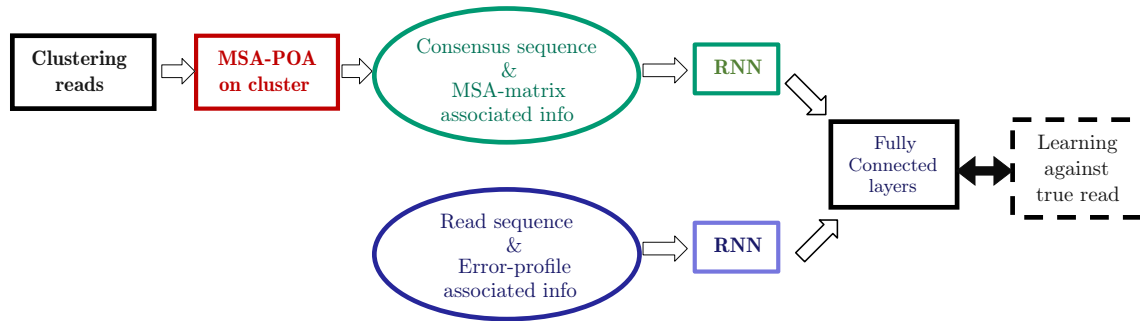 Clustering
reads
MSA-POA
on cluster
Consensus sequence
&
MSA-matrix
associated info
RNN
Fully
Connected
layers
Learning
against
true read
Read sequence
&
Error-profile
associated info
RNN